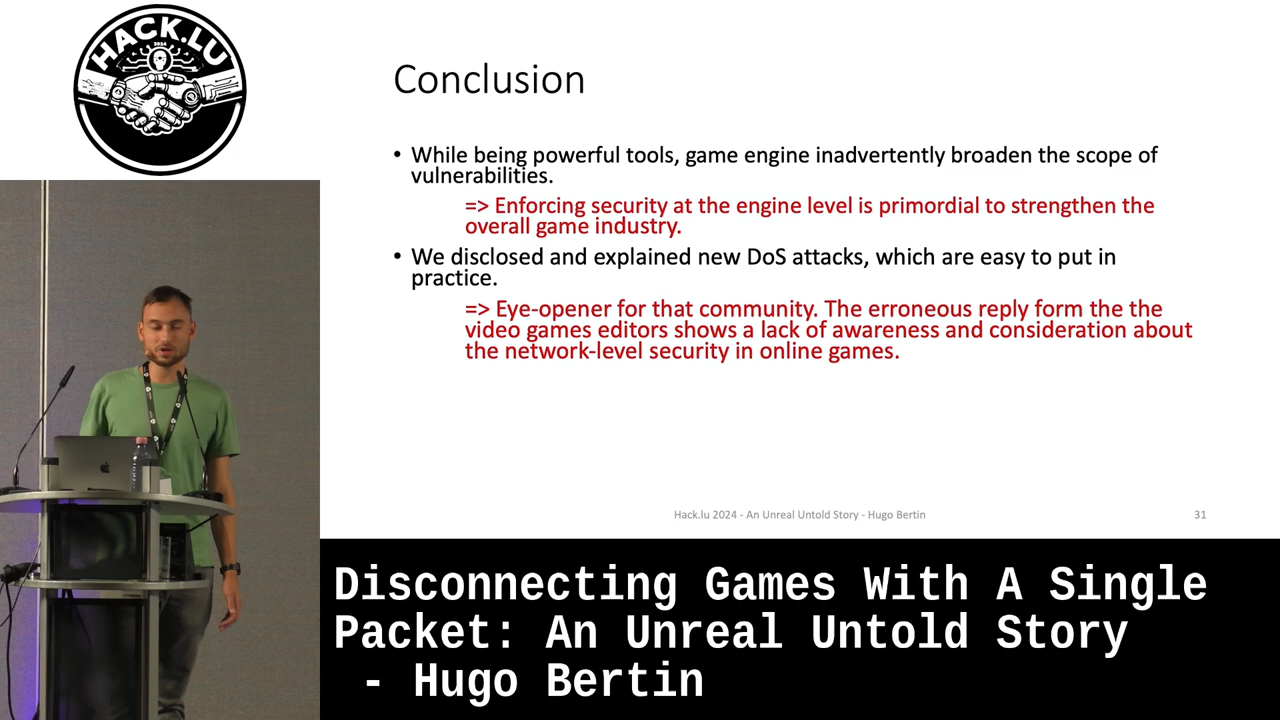 HACK.LU
2024
Conclusion
• While being powerful tools, game engine inadvertently broaden the scope of
vulnerabilities.
=> Enforcing security at the engine level is primordial to strengthen the
overall game industry.
• We disclosed and explained new DoS attacks, which are easy to put in
practice.
=> Eye-opener for that community. The erroneous reply form the the
video games editors shows a lack of awareness and consideration about
the network-level security in online games.
Hack.lu 2024 - An Unreal Untold Story - Hugo Bertin
31
Disconnecting Games With A Single
Packet: An Unreal Untold Story
- Hugo Bertin